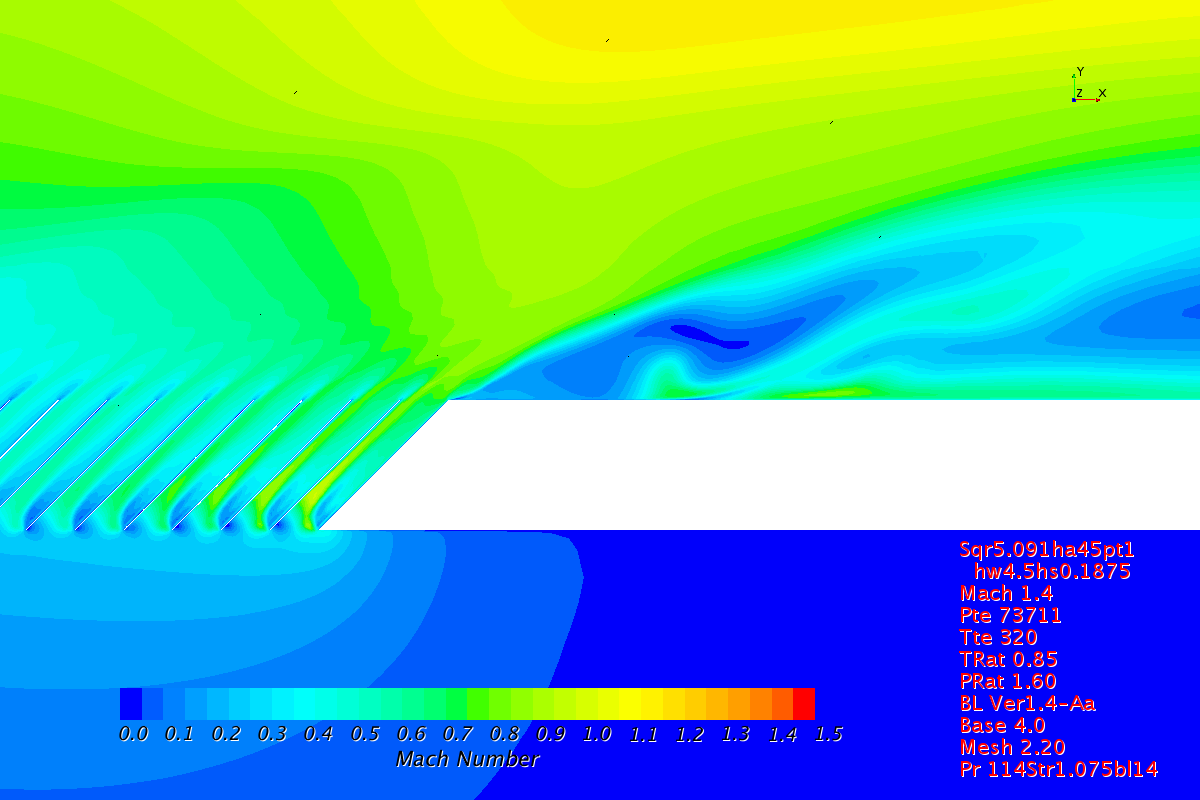 Y
Z X
Sqr5.091ha45pt1
hw4.5hs0.1875
Mach 1.4
Pte 73711
Tte 320
TRat 0.85
PRat 1.60
BL Ver1.4-Aa
Base 4.0
Mesh 2.20
Pr 114Str1.075bl14
0.0 0.1 0.2 0.3 0.4 0.5 0.6 0.7 0.8 0.9 1.0 1.1 1.2 1.3 1.4 1.5
Mach Number